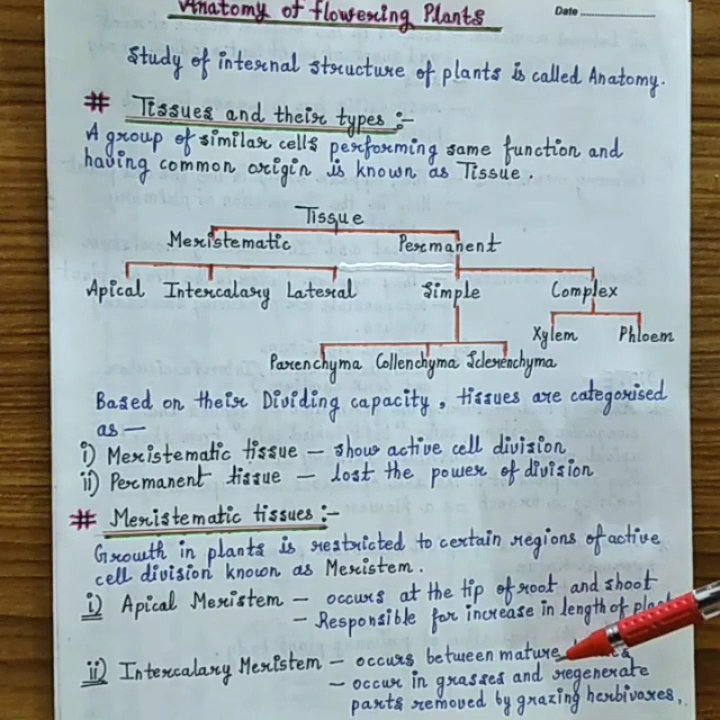 Anatomy of flowering Plants
Date
Study of internal structure of plants is called Anatomy.
# Tissues and their types :-
A group of similar cells performing same function and
having common origin is known as Tissue.
Tissue
Meristematic Permanent
Apical Intercalary Lateral Simple Complex
Xylem Phloem
Parenchyma Collenchyma Sclerenchyma
Based on their Dividing capacity, tissues are categorised
as —
i) Meristematic tissue — show active cell division
ii) Permanent tissue — lost the power of division
# Meristematic tissues :-
Growth in plants is restricted to certain regions of active
cell division known as Meristem.
i) Apical Meristem — occurs at the tip of root and shoot
— Responsible for increase in length of
ii) Intercalary Meristem — occurs between mature
— occur in grasses and regenerate
parts removed by grazing herbivores,